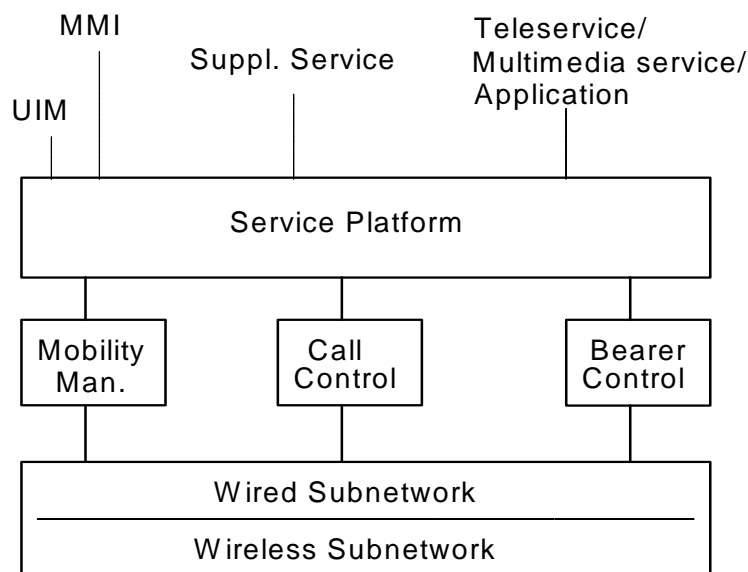 MMI
Suppl. Service
Teleservice/
Multimedia service/
Application
UIM
Service Platform
Mobility
Man.
Call
Control
Bearer
Control
Wired Subnetwork
Wireless Subnetwork